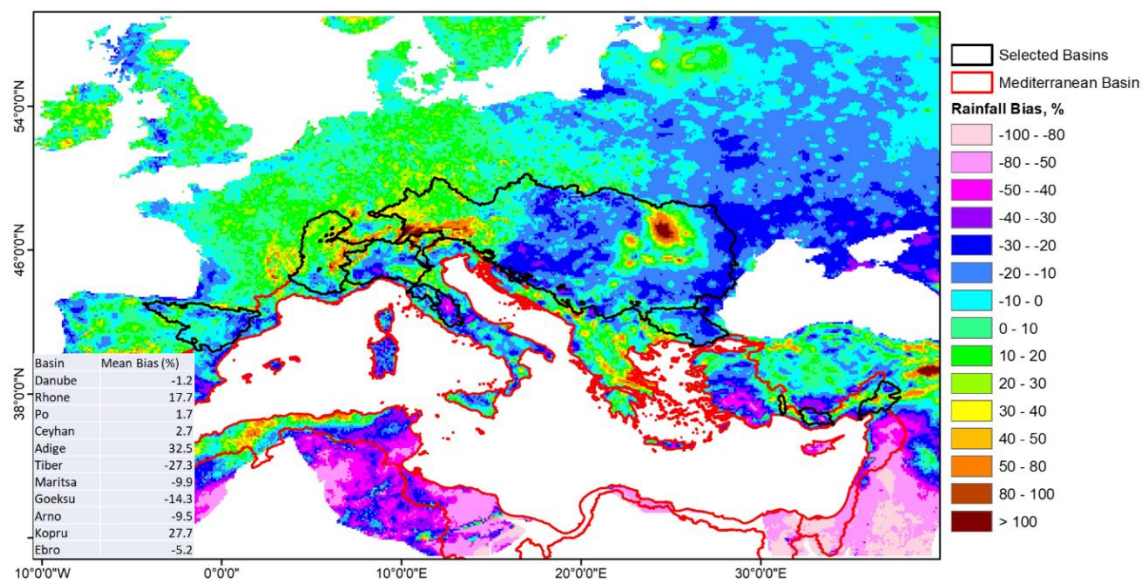 54°0'0"N
46°0'0"N
38°0'0"N
Basin Mean Bias (%)
Danube -1.2
Rhone 17.7
Po 1.7
Ceyhan 2.7
Adige 32.5
Tiber -27.3
Maritsa -9.9
Goeksu -14.3
Arno -9.5
Kopru 27.7
Ebro -5.2
10°0'0"W 0°0'0" 10°0'0"E 20°0'0"E 30°0'0"E
Selected Basins
Mediterranean Basin
Rainfall Bias, %
-100 - -80
-80 - -50
-50 - -40
-40 - -30
-30 - -20
-20 - -10
-10 - 0
0 - 10
10 - 20
20 - 30
30 - 40
40 - 50
50 - 80
80 - 100
> 100